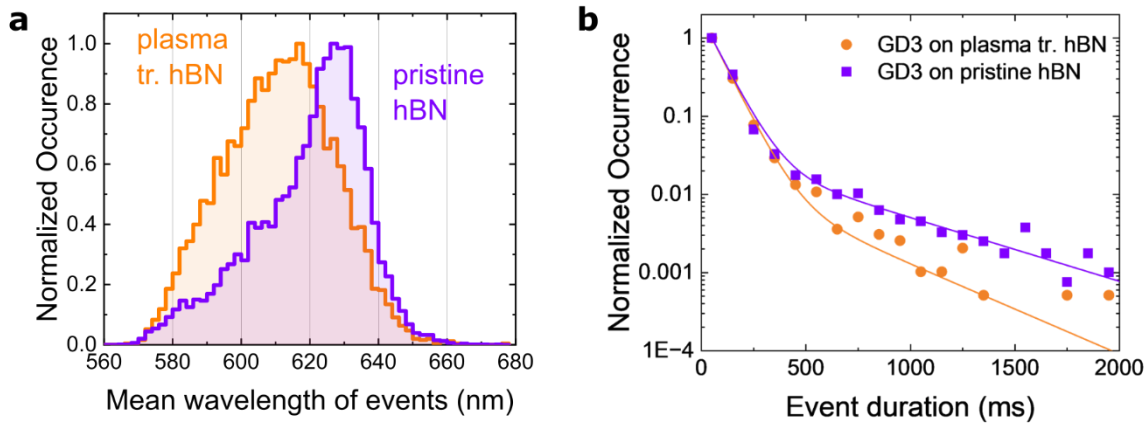 a
Normalized Occurence
1.0
0.8
0.6
0.4
0.2
0.0
plasma
tr. hBN
pristine
hBN
560 580 600 620 640 660 680
Mean wavelength of events (nm)
b
Normalized Occurrence
1
0.1
0.01
0.001
1E−4
GD3 on plasma tr. hBN
GD3 on pristine hBN
0 500 1000 1500 2000
Event duration (ms)